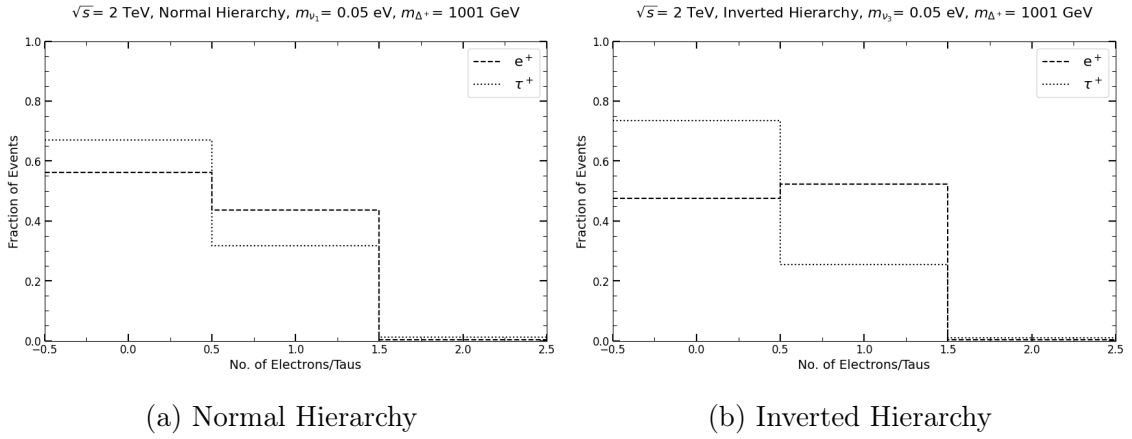 √s= 2 TeV, Normal Hierarchy, mν₁= 0.05 eV, mΔ⁺= 1001 GeV
1.0
0.8
0.6
0.4
0.2
0.0
Fraction of Events
e⁺
τ⁺
−0.5 0.0 0.5 1.0 1.5 2.0 2.5
No. of Electrons/Taus
(a) Normal Hierarchy
√s= 2 TeV, Inverted Hierarchy, mν₃= 0.05 eV, mΔ⁺= 1001 GeV
1.0
0.8
0.6
0.4
0.2
0.0
Fraction of Events
e⁺
τ⁺
−0.5 0.0 0.5 1.0 1.5 2.0 2.5
No. of Electrons/Taus
(b) Inverted Hierarchy